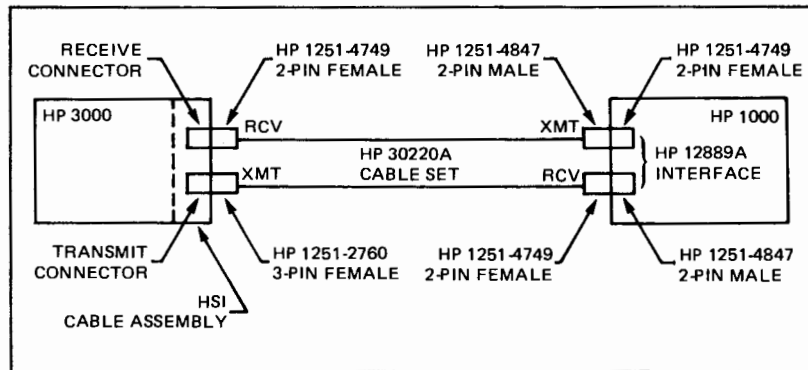 RECEIVE
CONNECTOR
HP 1251-4749
2-PIN FEMALE
HP 1251-4847
2-PIN MALE
HP 1251-4749
2-PIN FEMALE
HP 3000
HP 1000
RCV
XMT
HP 30220A
CABLE SET
HP 12889A
INTERFACE
XMT
RCV
TRANSMIT
CONNECTOR
HP 1251-2760
3-PIN FEMALE
HP 1251-4749
2-PIN FEMALE
HP 1251-4847
2-PIN MALE
HSI
CABLE ASSEMBLY